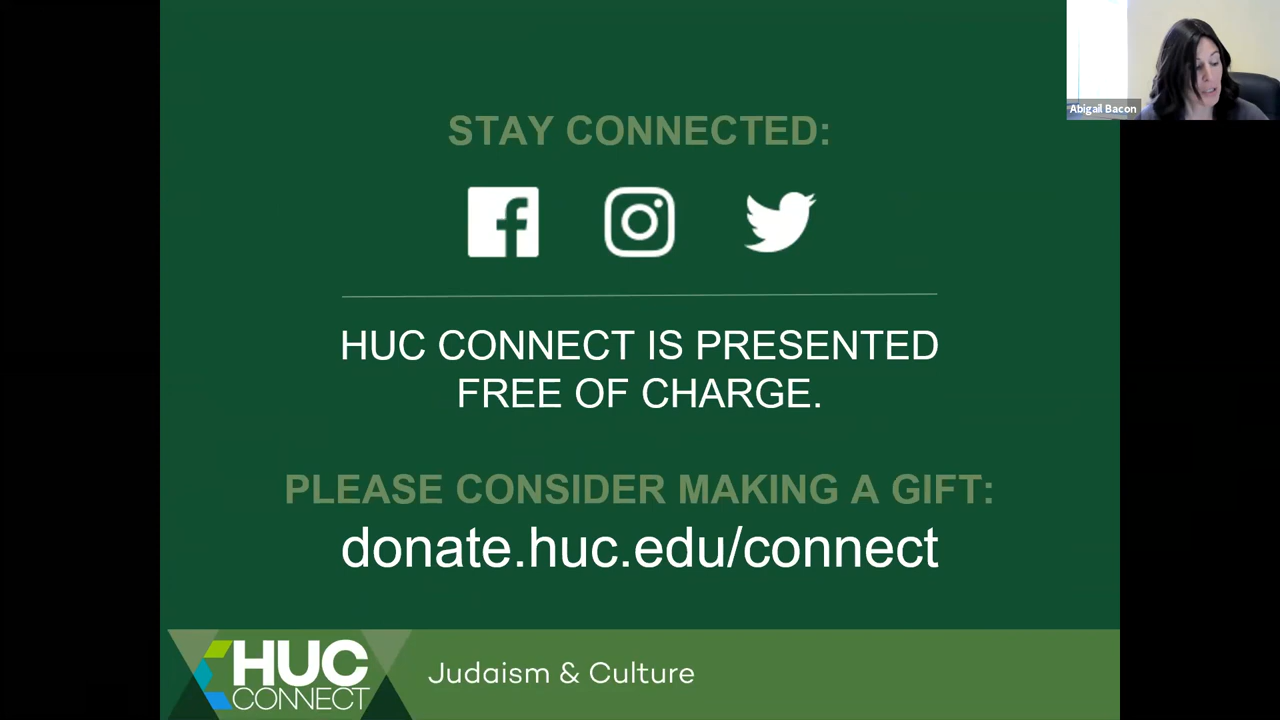 Abigail Bacon
STAY CONNECTED:
HUC CONNECT IS PRESENTED
FREE OF CHARGE.
PLEASE CONSIDER MAKING A GIFT:
donate.huc.edu/connect
HUC
CONNECT
Judaism & Culture